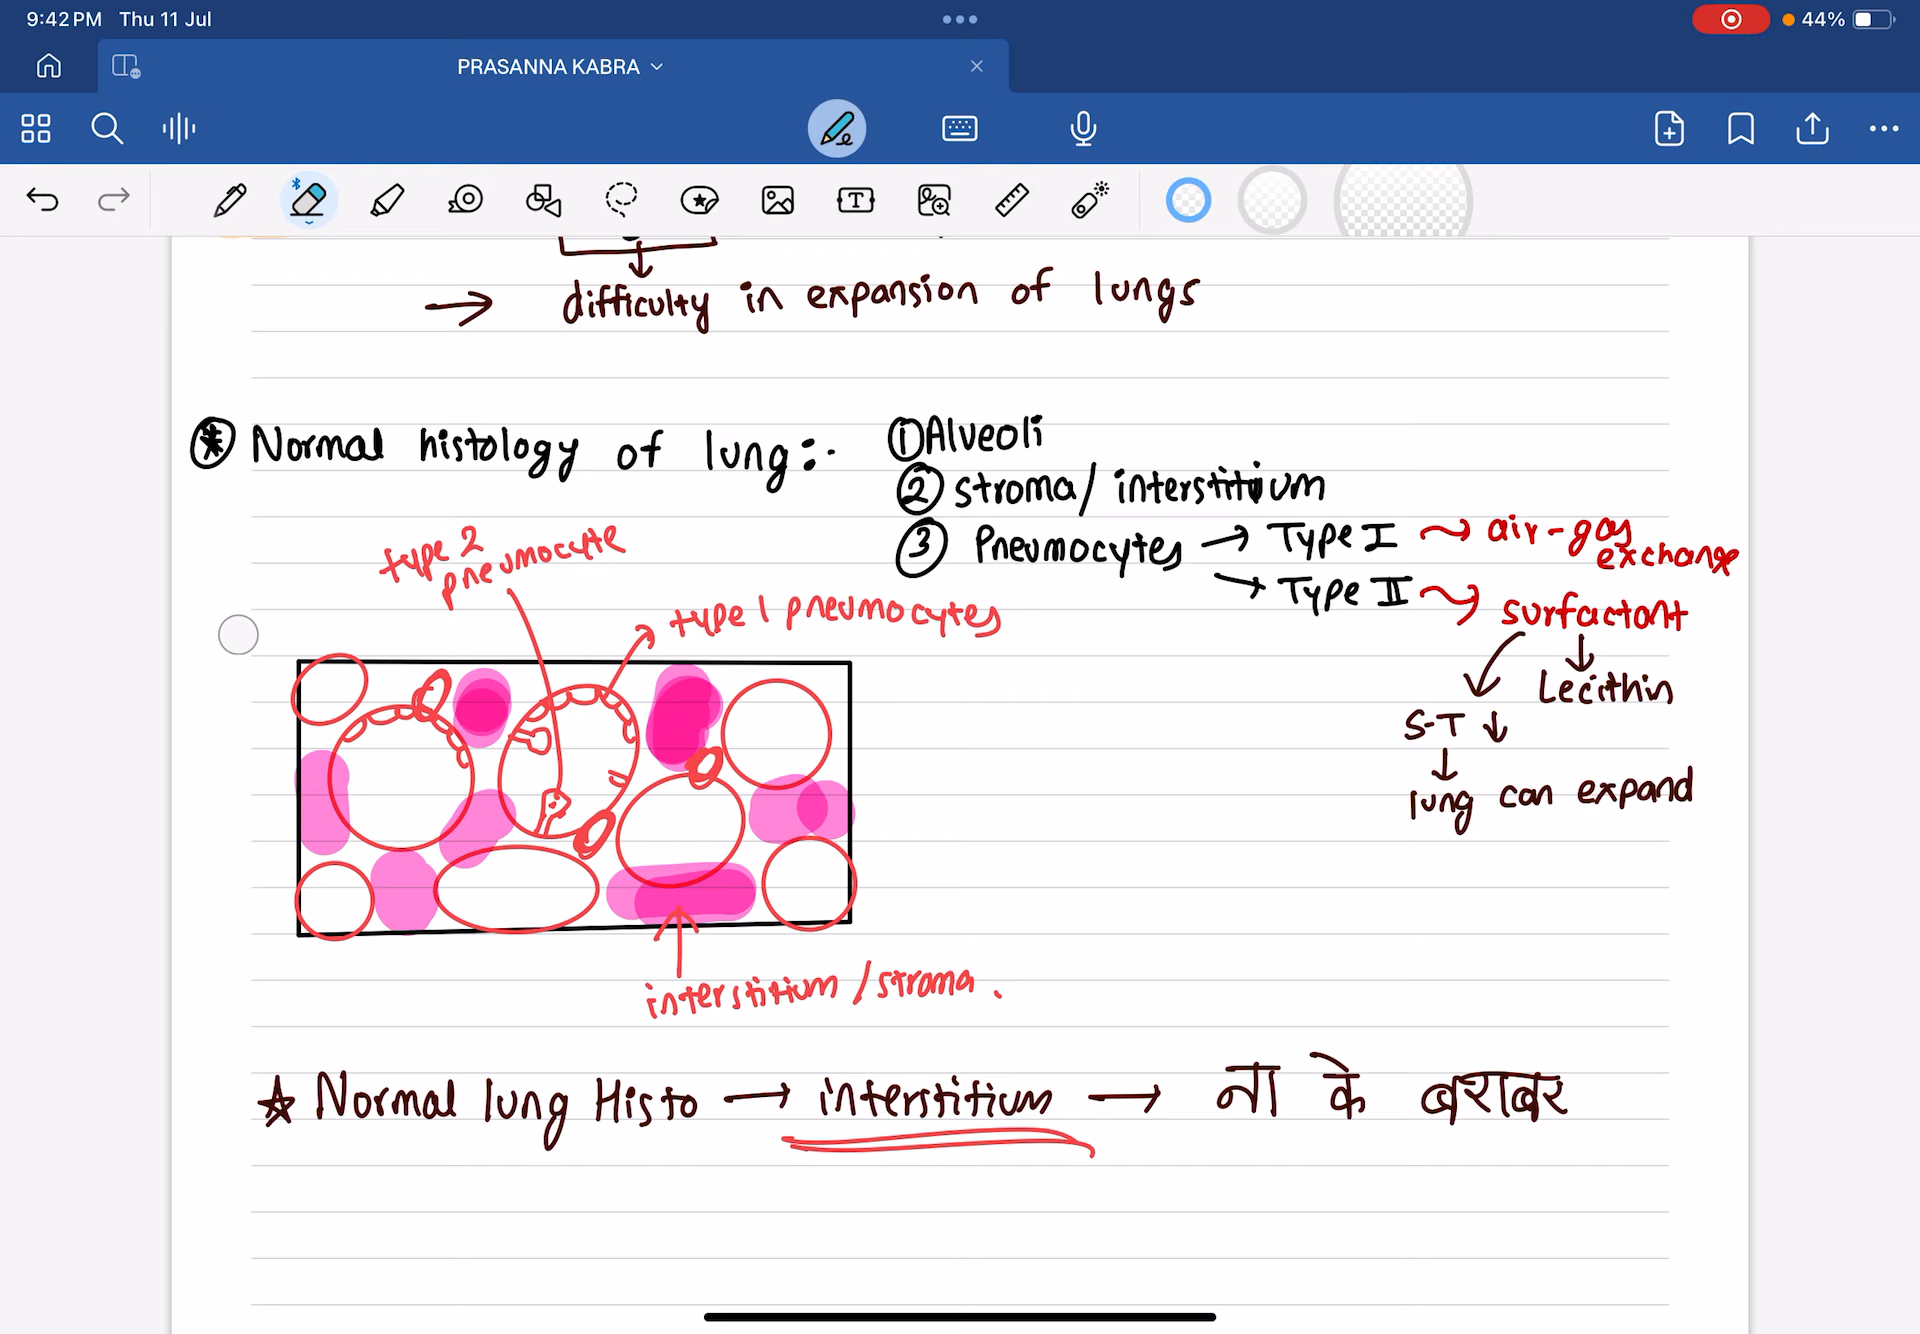 9:42 PM Thu 11 Jul
44%
PRASANNA KABRA
→ difficulty in expansion of lungs
Normal histology of lung :-
① Alveoli
② stroma / interstitium
③ Pneumocytes → Type I → air-gas exchange
→ Type II → surfactant
Lecithin
S-T ↓
lung can expand
type 2 pneumocyte
type 1 pneumocytes
interstitium / stroma .
☆ Normal lung Histo → interstitium → ना के बराबर